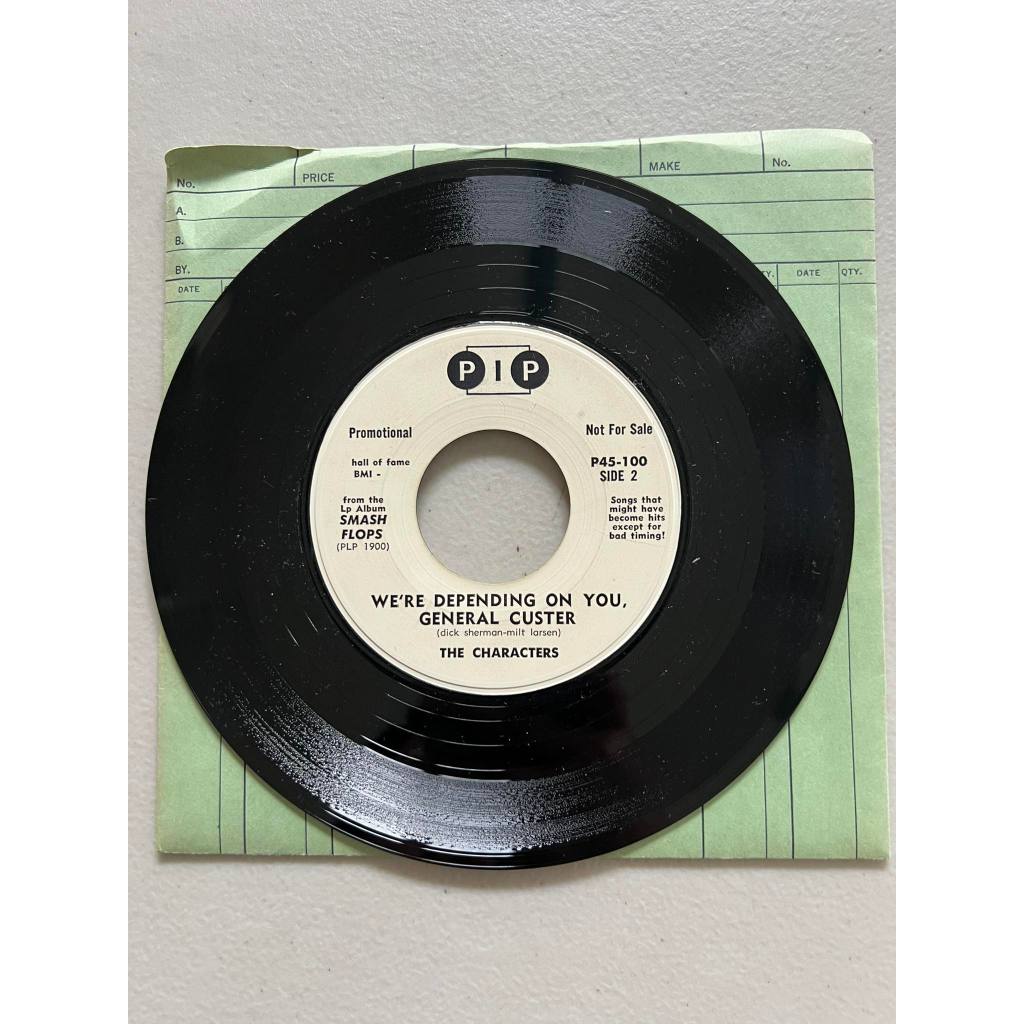 No.
PRICE
MAKE
No.
A.
B.
BY.
DATE
TY.
DATE
QTY.
PIP
Promotional
Not For Sale
hall of fame
BMI -
P45-100
SIDE 2
from the
Lp Album
SMASH
FLOPS
(PLP 1900)
Songs that
might have
become hits
except for
bad timing!
WE'RE DEPENDING ON YOU,
GENERAL CUSTER
(dick sherman-milt larsen)
THE CHARACTERS